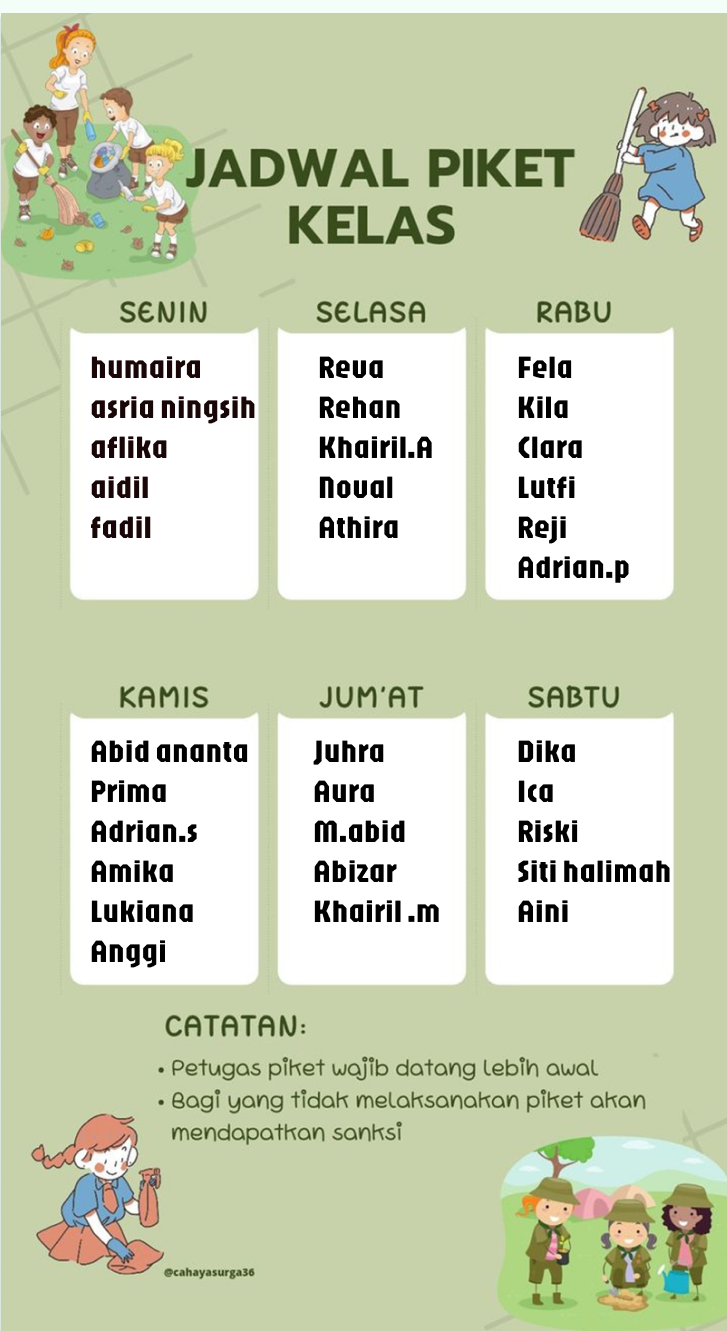 JADWAL PIKET
KELAS
SENIN
humaira
asria ningsih
aflika
aidil
fadil
SELASA
Reva
Rehan
Khairil.A
Noval
Athira
RABU
Fela
Kila
Clara
Lutfi
Reji
Adrian.p
KAMIS
Abid ananta
Prima
Adrian.s
Amika
Lukiana
Anggi
JUM'AT
Juhra
Aura
M.abid
Abizar
Khairil .m
SABTU
Dika
Ica
Riski
Siti halimah
Aini
CATATAN:
• Petugas piket wajib datang lebih awal
• Bagi yang tidak melaksanakan piket akan
mendapatkan sanksi
@cahayasurga36